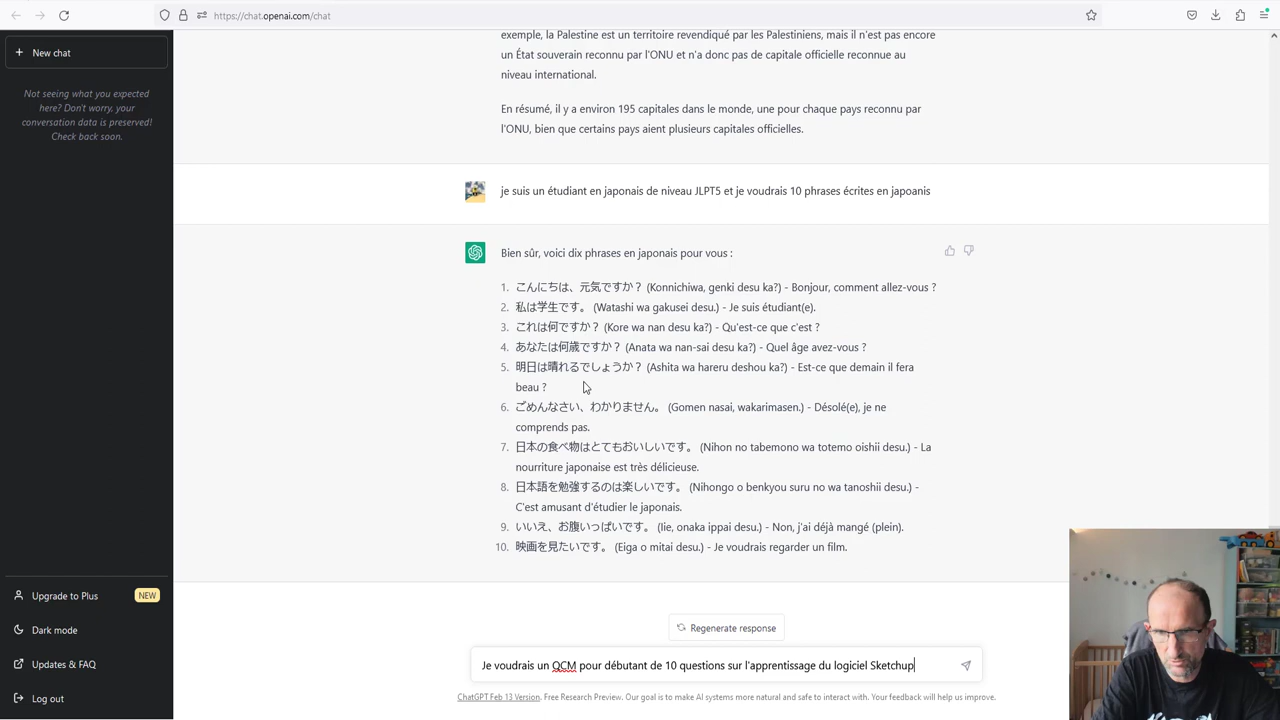 https://chat.openai.com/chat
New chat
Not seeing what you expected
here? Don't worry, your
conversation data is preserved!
Check back soon.
exemple, la Palestine est un territoire revendiqué par les Palestiniens, mais il n'est pas encore
un État souverain reconnu par l'ONU et n'a donc pas de capitale officielle reconnue au
niveau international.
En résumé, il y a environ 195 capitales dans le monde, une pour chaque pays reconnu par
l'ONU, bien que certains pays aient plusieurs capitales officielles.
je suis un étudiant en japonais de niveau JLPT5 et je voudrais 10 phrases écrites en japoanis
Bien sûr, voici dix phrases en japonais pour vous :
1. こんにちは、元気ですか？ (Konnichiwa, genki desu ka?) - Bonjour, comment allez-vous ?
2. 私は学生です。 (Watashi wa gakusei desu.) - Je suis étudiant(e).
3. これは何ですか？ (Kore wa nan desu ka?) - Qu'est-ce que c'est ?
4. あなたは何歳ですか？ (Anata wa nan-sai desu ka?) - Quel âge avez-vous ?
5. 明日は晴れるでしょうか？ (Ashita wa hareru deshou ka?) - Est-ce que demain il fera
beau ?
6. ごめんなさい、わかりません。 (Gomen nasai, wakarimasen.) - Désolé(e), je ne
comprends pas.
7. 日本の食べ物はとてもおいしいです。 (Nihon no tabemono wa totemo oishii desu.) - La
nourriture japonaise est très délicieuse.
8. 日本語を勉強するのは楽しいです。 (Nihongo o benkyou suru no wa tanoshii desu.) -
C'est amusant d'étudier le japonais.
9. いいえ、お腹いっぱいです。 (Iie, onaka ippai desu.) - Non, j'ai déjà mangé (plein).
10. 映画を見たいです。 (Eiga o mitai desu.) - Je voudrais regarder un film.
Upgrade to Plus NEW
Dark mode
Updates & FAQ
Log out
Regenerate response
Je voudrais un QCM pour débutant de 10 questions sur l'apprentissage du logiciel Sketchup
ChatGPT Feb 13 Version. Free Research Preview. Our goal is to make AI systems more natural and safe to interact with. Your feedback will help us improve.